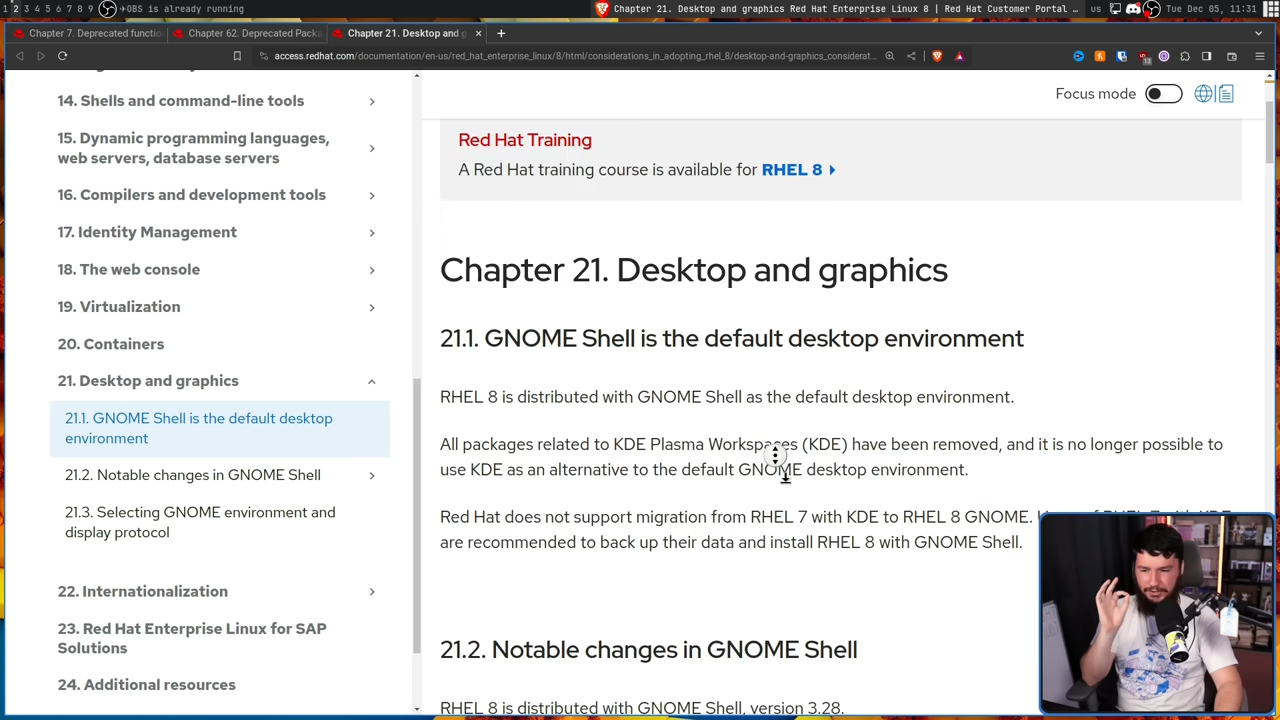 1 2 3 4 5 6 7 8 9
OBS is already running
Chapter 21. Desktop and graphics Red Hat Enterprise Linux 8 | Red Hat Customer Portal …
us
Tue Dec 05, 11:31
Chapter 7. Deprecated functio
Chapter 62. Deprecated Pack
Chapter 21. Desktop and g
access.redhat.com/documentation/en-us/red_hat_enterprise_linux/8/html/considerations_in_adopting_rhel_8/desktop-and-graphics_considerat…
14. Shells and command-line tools
15. Dynamic programming languages,
web servers, database servers
16. Compilers and development tools
17. Identity Management
18. The web console
19. Virtualization
20. Containers
21. Desktop and graphics
21.1. GNOME Shell is the default desktop
environment
21.2. Notable changes in GNOME Shell
21.3. Selecting GNOME environment and
display protocol
22. Internationalization
23. Red Hat Enterprise Linux for SAP
Solutions
24. Additional resources
Focus mode
Red Hat Training
A Red Hat training course is available for RHEL 8
Chapter 21. Desktop and graphics
21.1. GNOME Shell is the default desktop environment
RHEL 8 is distributed with GNOME Shell as the default desktop environment.
All packages related to KDE Plasma Workspaces (KDE) have been removed, and it is no longer possible to
use KDE as an alternative to the default GNOME desktop environment.
Red Hat does not support migration from RHEL 7 with KDE to RHEL 8 GNOME.
are recommended to back up their data and install RHEL 8 with GNOME Shell.
21.2. Notable changes in GNOME Shell
RHEL 8 is distributed with GNOME Shell, version 3.28.